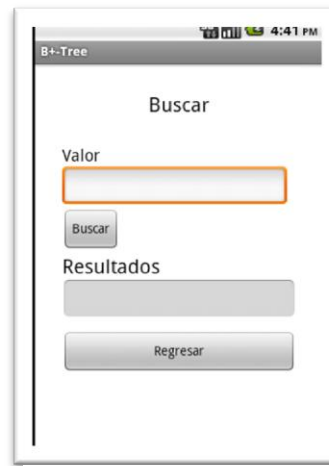 4:41 PM
B+-Tree
Buscar
Valor
Buscar
Resultados
Regresar